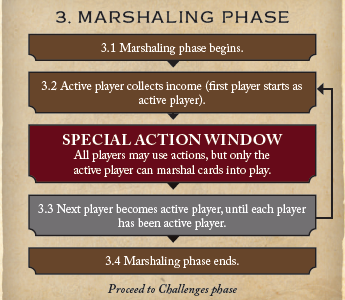 3. MARSHALING PHASE
3.1 Marshaling phase begins.
3.2 Active player collects income (first player starts as
active player).
SPECIAL ACTION WINDOW
All players may use actions, but only the
active player can marshal cards into play.
3.3 Next player becomes active player, until each player
has been active player.
3.4 Marshaling phase ends.
Proceed to Challenges phase